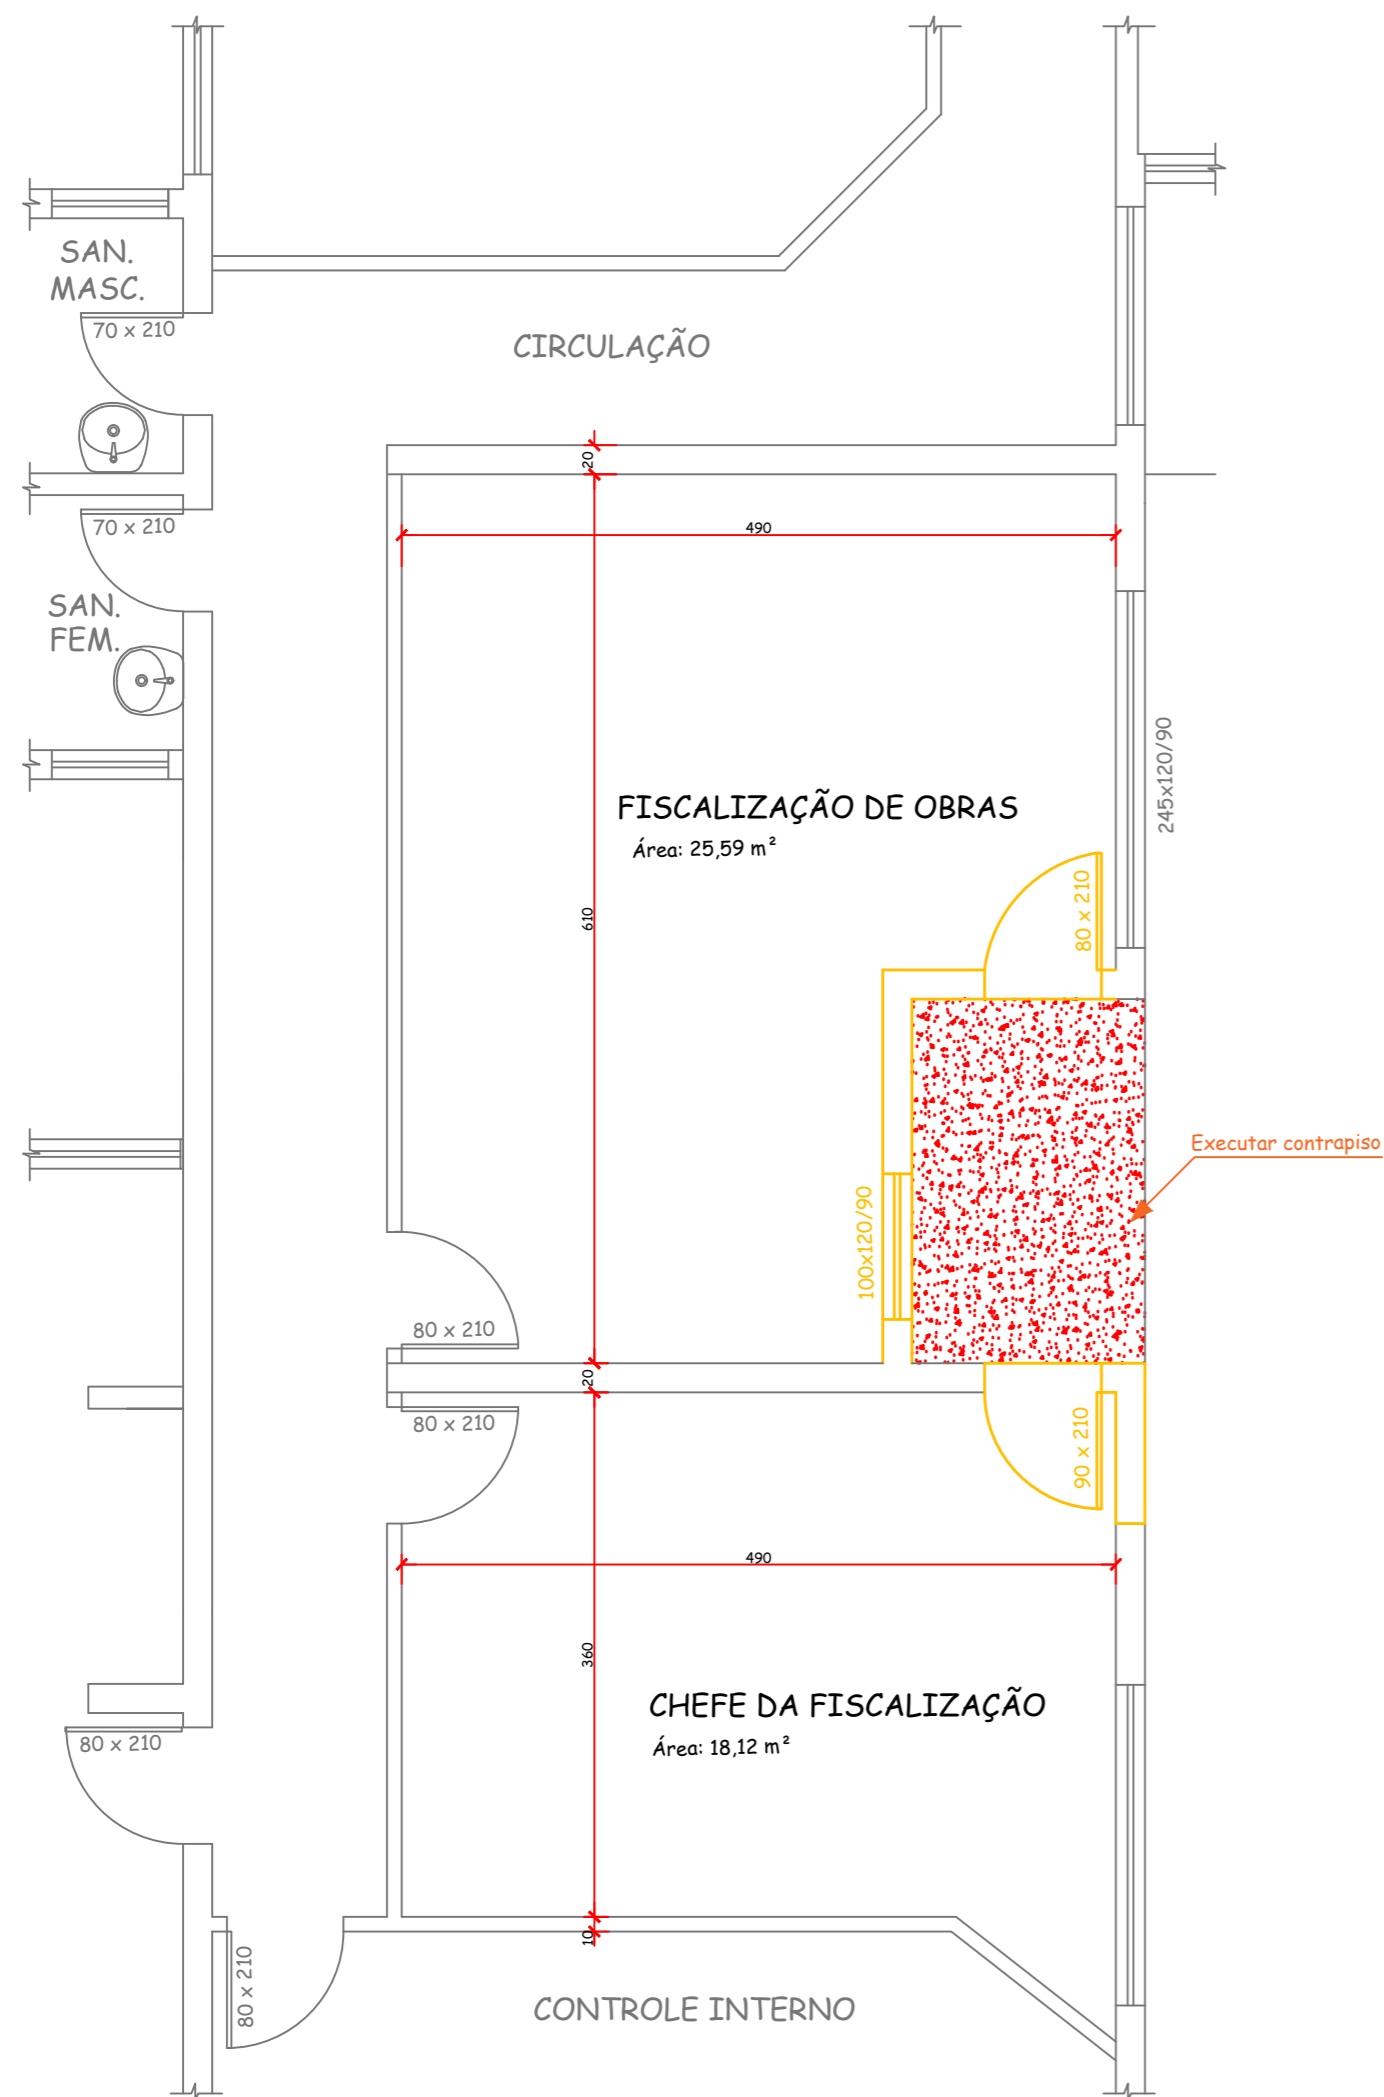 SAN.
MASC.
70 x 210
CIRCULAÇÃO
20
70 x 210
490
SAN.
FEM.
245x120/90
FISCALIZAÇÃO DE OBRAS
Área: 25,59 m²
80 x 210
610
Executar contrapiso
100x120/90
80 x 210
20
80 x 210
90 x 210
490
360
CHEFE DA FISCALIZAÇÃO
Área: 18,12 m²
80 x 210
10
80 x 210
CONTROLE INTERNO